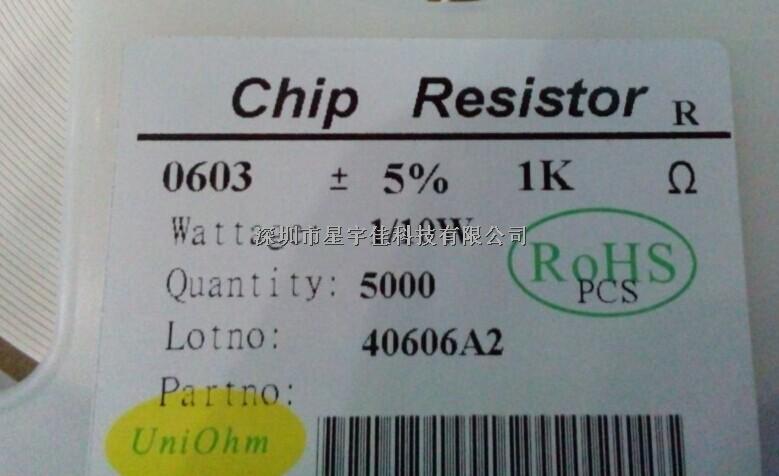 Chip Resistor R
0603 ± 5% 1K Ω
Wattage: 1/10W
深圳市星宇佳科技有限公司
RoHS
Quantity: 5000 PCS
Lotno: 40606A2
Partno:
UniOhm